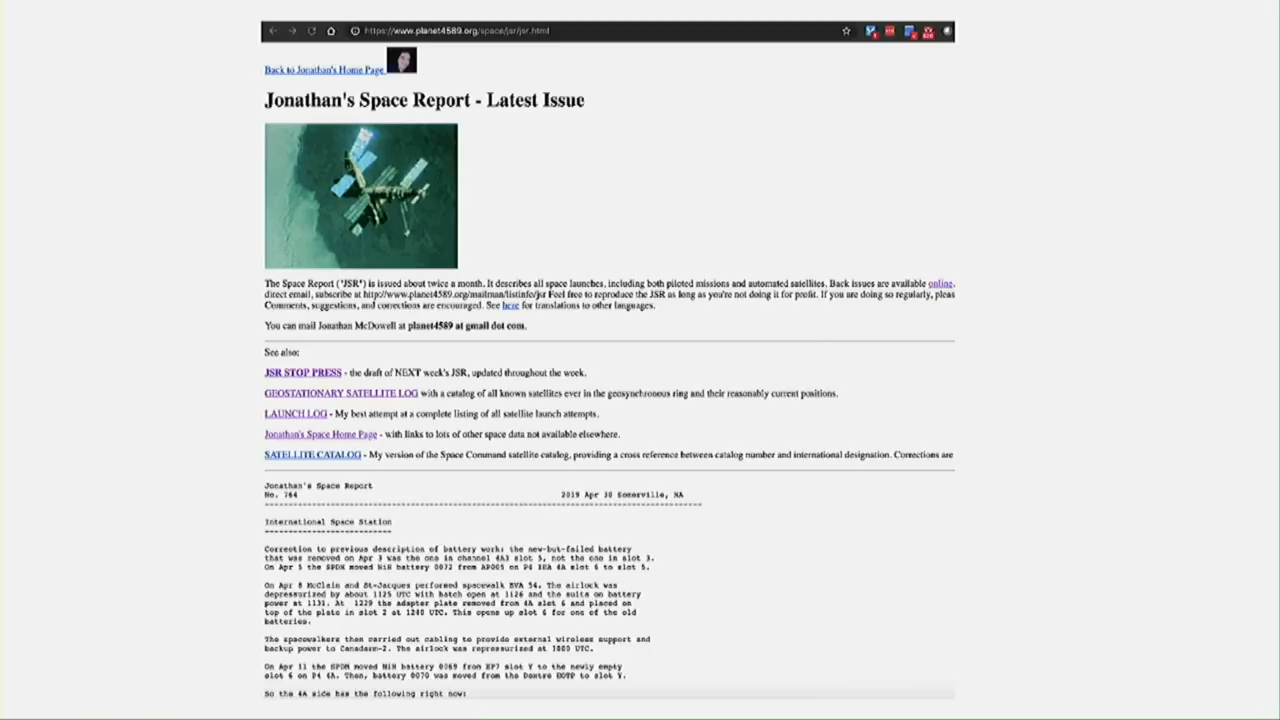 https://www.planet4589.org/space/jsr/jsr.html
Back to Jonathan's Home Page
Jonathan's Space Report - Latest Issue
The Space Report ("JSR") is issued about twice a month. It describes all space launches, including both piloted missions and automated satellites. Back issues are available online.
direct email, subscribe at http://www.planet4589.org/mailman/listinfo/jsr Feel free to reproduce the JSR as long as you're not doing it for profit. If you are doing so regularly, pleas
Comments, suggestions, and corrections are encouraged. See here for translations to other languages.
You can mail Jonathan McDowell at planet4589 at gmail dot com.
See also:
JSR STOP PRESS - the draft of NEXT week's JSR, updated throughout the week.
GEOSTATIONARY SATELLITE LOG with a catalog of all known satellites ever in the geosynchronous ring and their reasonably current positions.
LAUNCH LOG - My best attempt at a complete listing of all satellite launch attempts.
Jonathan's Space Home Page - with links to lots of other space data not available elsewhere.
SATELLITE CATALOG - My version of the Space Command satellite catalog, providing a cross reference between catalog number and international designation. Corrections are
Jonathan's Space Report
No. 764 2019 Apr 30 Somerville, MA
International Space Station
Correction to previous description of battery work: the new-but-failed battery
that was removed on Apr 3 was the one in channel 4A3 slot 5, not the one in slot 3.
On Apr 5 the SPDM moved NiH battery 0072 from on P4 IEA 4A slot 6 to slot 5.
On Apr 8 McClain and St-Jacques performed spacewalk EVA 54. The airlock was
depressurized by about 1125 UTC with hatch open at 1126 and the suits on battery
power at 1131. At 1229 the adapter plate removed from 4A slot 6 and placed on
top of the plate in slot 2 at 1240 UTC. This opens up slot 6 for one of the old
batteries.
The spacewalkers then carried out cabling to provide external wireless support and
backup power to Canadarm-2. The airlock was repressurized at UTC.
On Apr 11 the SPDM moved NiH battery 0069 from EP7 slot Y to the newly empty
slot 6 on P4 4A. Then, battery 0070 was moved from the Dextre EOTP to slot Y.
So the 4A side has the following right now: